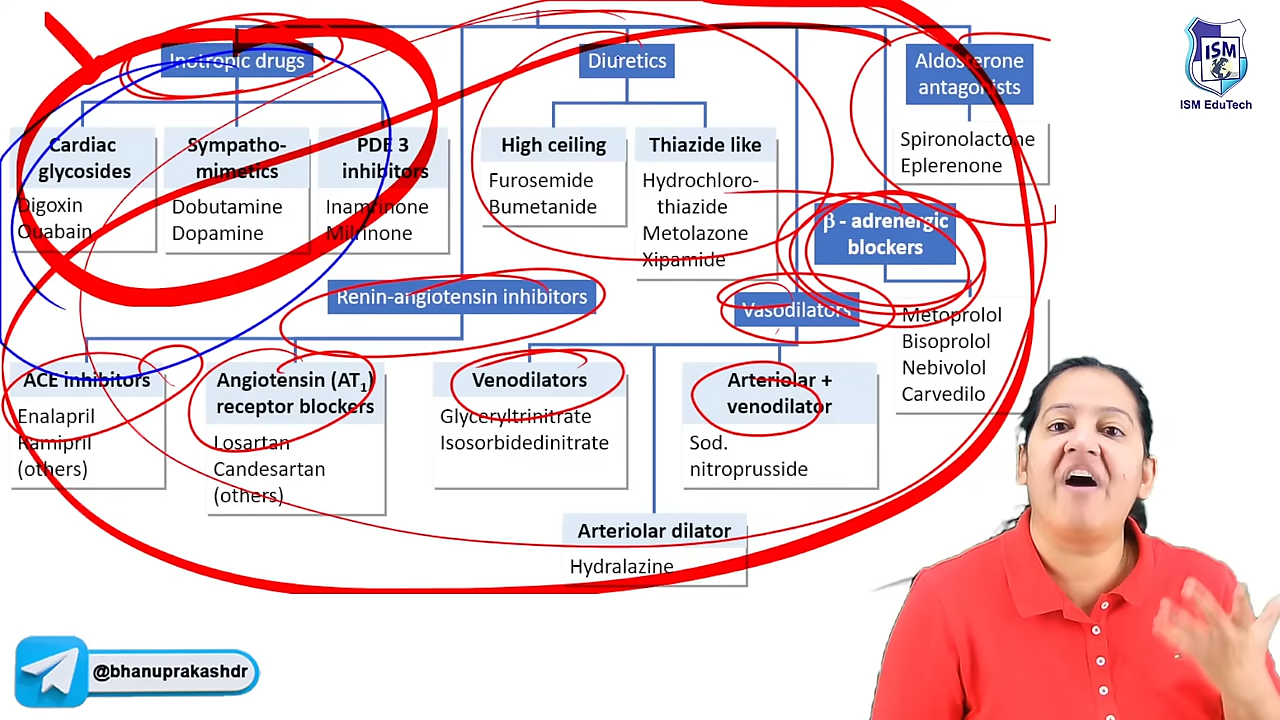 ISM
ISM EduTech
Inotropic drugs
Cardiac
glycosides
Digoxin
Ouabain
Sympatho-
mimetics
Dobutamine
Dopamine
PDE 3
inhibitors
Inamrinone
Milrinone
Diuretics
High ceiling
Furosemide
Bumetanide
Thiazide like
Hydrochloro-
thiazide
Metolazone
Xipamide
Aldosterone
antagonists
Spironolactone
Eplerenone
β - adrenergic
blockers
Metoprolol
Bisoprolol
Nebivolol
Carvedilo
Renin-angiotensin inhibitors
ACE inhibitors
Enalapril
Ramipril
(others)
Angiotensin (AT₁)
receptor blockers
Losartan
Candesartan
(others)
Vasodilators
Venodilators
Glyceryltrinitrate
Isosorbidedinitrate
Arteriolar +
venodilator
Sod.
nitroprusside
Arteriolar dilator
Hydralazine
@bhanuprakashdr